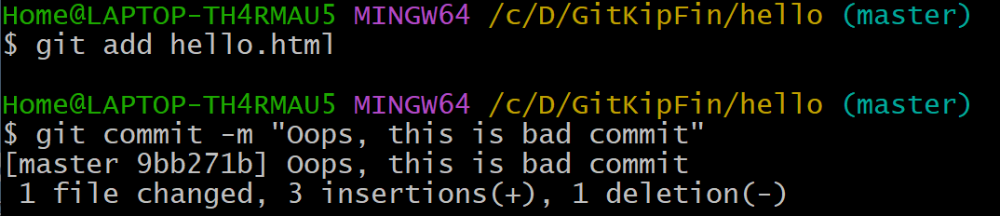 Home@LAPTOP-TH4RMAU5 MINGW64 /c/D/GitKipFin/hello (master)
$ git add hello.html
Home@LAPTOP-TH4RMAU5 MINGW64 /c/D/GitKipFin/hello (master)
$ git commit -m "Oops, this is bad commit"
[master 9bb271b] Oops, this is bad commit
1 file changed, 3 insertions(+), 1 deletion(-)